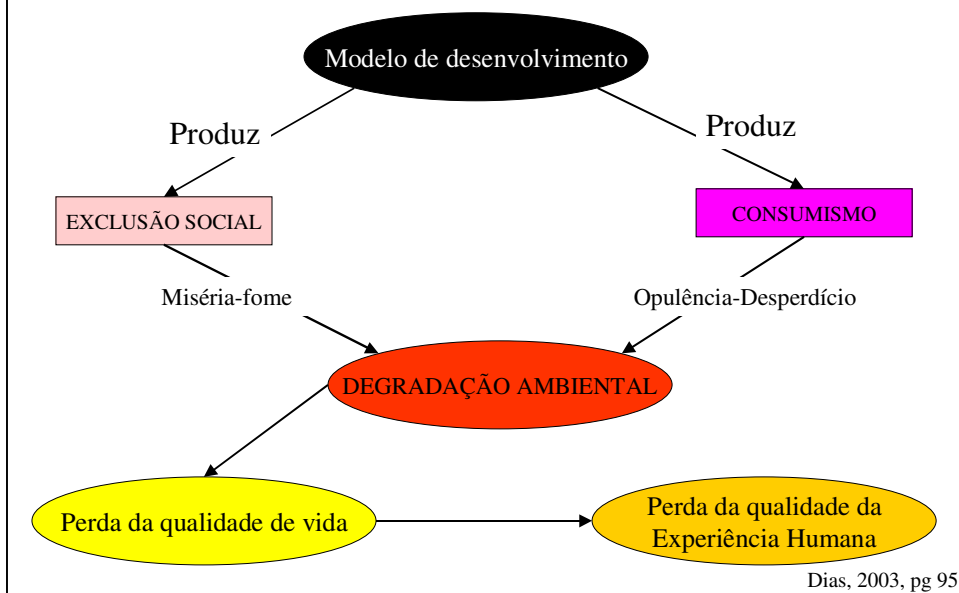 Modelo de desenvolvimento
Produz
Produz
EXCLUSÃO SOCIAL
CONSUMISMO
Miséria-fome
Opulência-Desperdício
DEGRADAÇÃO AMBIENTAL
Perda da qualidade de vida
Perda da qualidade da
Experiência Humana
Dias, 2003, pg 95